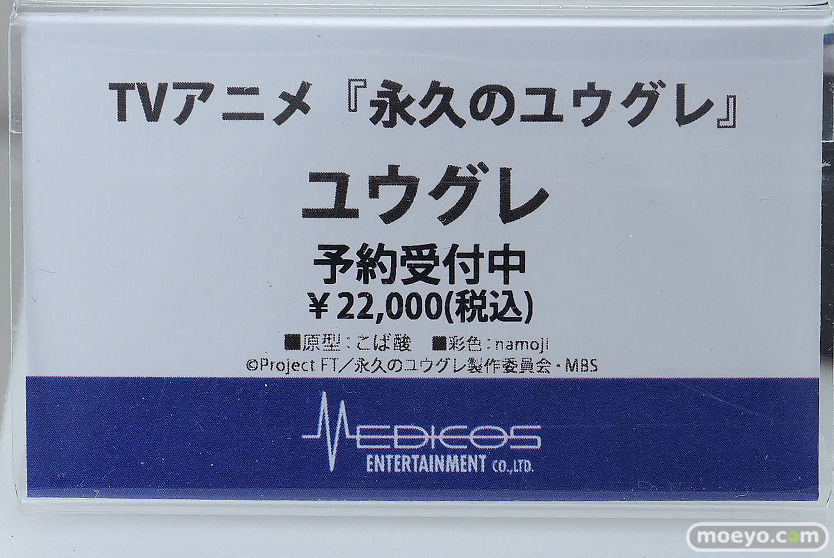 TVアニメ『永久のユウグレ』
ユウグレ
予約受付中
¥22,000(税込)
■原型:こば酸 ■彩色:namoji
©Project FT/永久のユウグレ製作委員会・MBS
MEDICOS
ENTERTAINMENT CO.,LTD.
moeyo.com